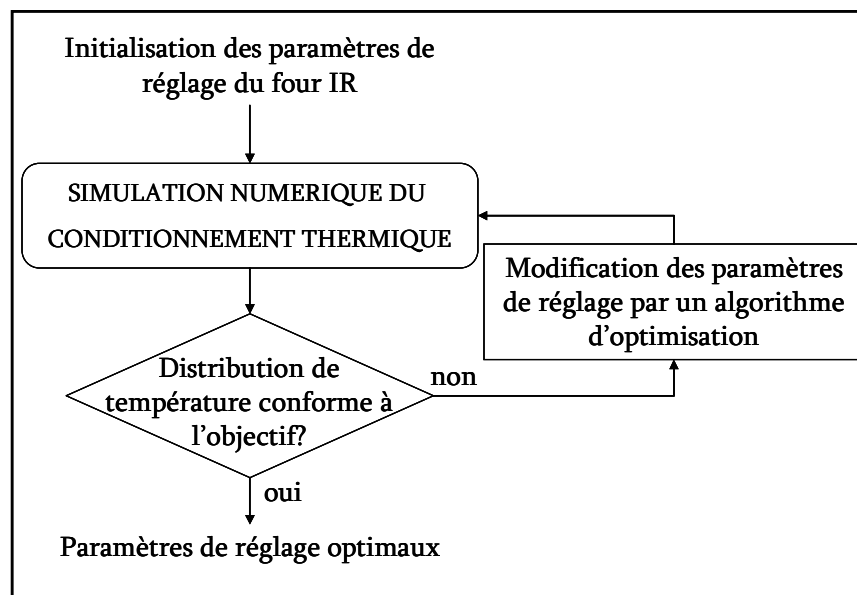 Initialisation des paramètres de
réglage du four IR
SIMULATION NUMERIQUE DU
CONDITIONNEMENT THERMIQUE
Modification des paramètres
de réglage par un algorithme
d'optimisation
Distribution de
température conforme à
l'objectif?
non
oui
Paramètres de réglage optimaux